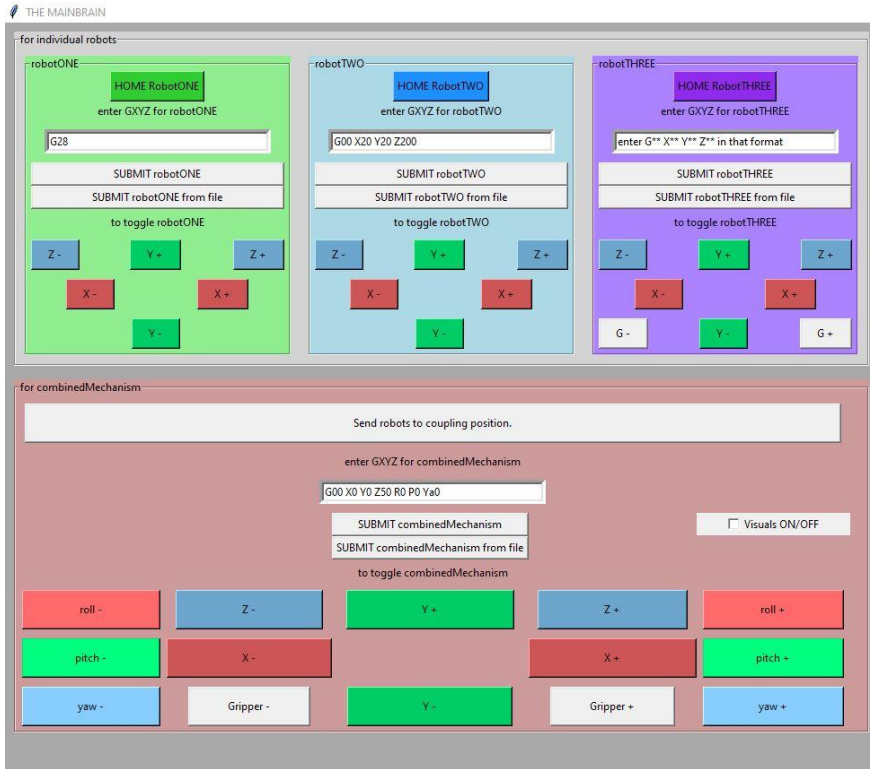 THE MAINBRAIN
for individual robots
robotONE
HOME RobotONE
enter GXYZ for robotONE
G28
SUBMIT robotONE
SUBMIT robotONE from file
to toggle robotONE
Z -
Y +
Z +
X -
X +
Y -
robotTWO
HOME RobotTWO
enter GXYZ for robotTWO
G00 X20 Y20 Z200
SUBMIT robotTWO
SUBMIT robotTWO from file
to toggle robotTWO
Z -
Y +
Z +
X -
X +
Y -
robotTHREE
HOME RobotTHREE
enter GXYZ for robotTHREE
enter G** X** Y** Z** in that format
SUBMIT robotTHREE
SUBMIT robotTHREE from file
to toggle robotTHREE
Z -
Y +
Z +
X -
X +
G -
Y -
G +
for combinedMechanism
Send robots to coupling position.
enter GXYZ for combinedMechanism
G00 X0 Y0 Z50 R0 P0 Ya0
SUBMIT combinedMechanism
Visuals ON/OFF
SUBMIT combinedMechanism from file
to toggle combinedMechanism
roll -
Z -
Y +
Z +
roll +
pitch -
X -
X +
pitch +
yaw -
Gripper -
Y -
Gripper +
yaw +